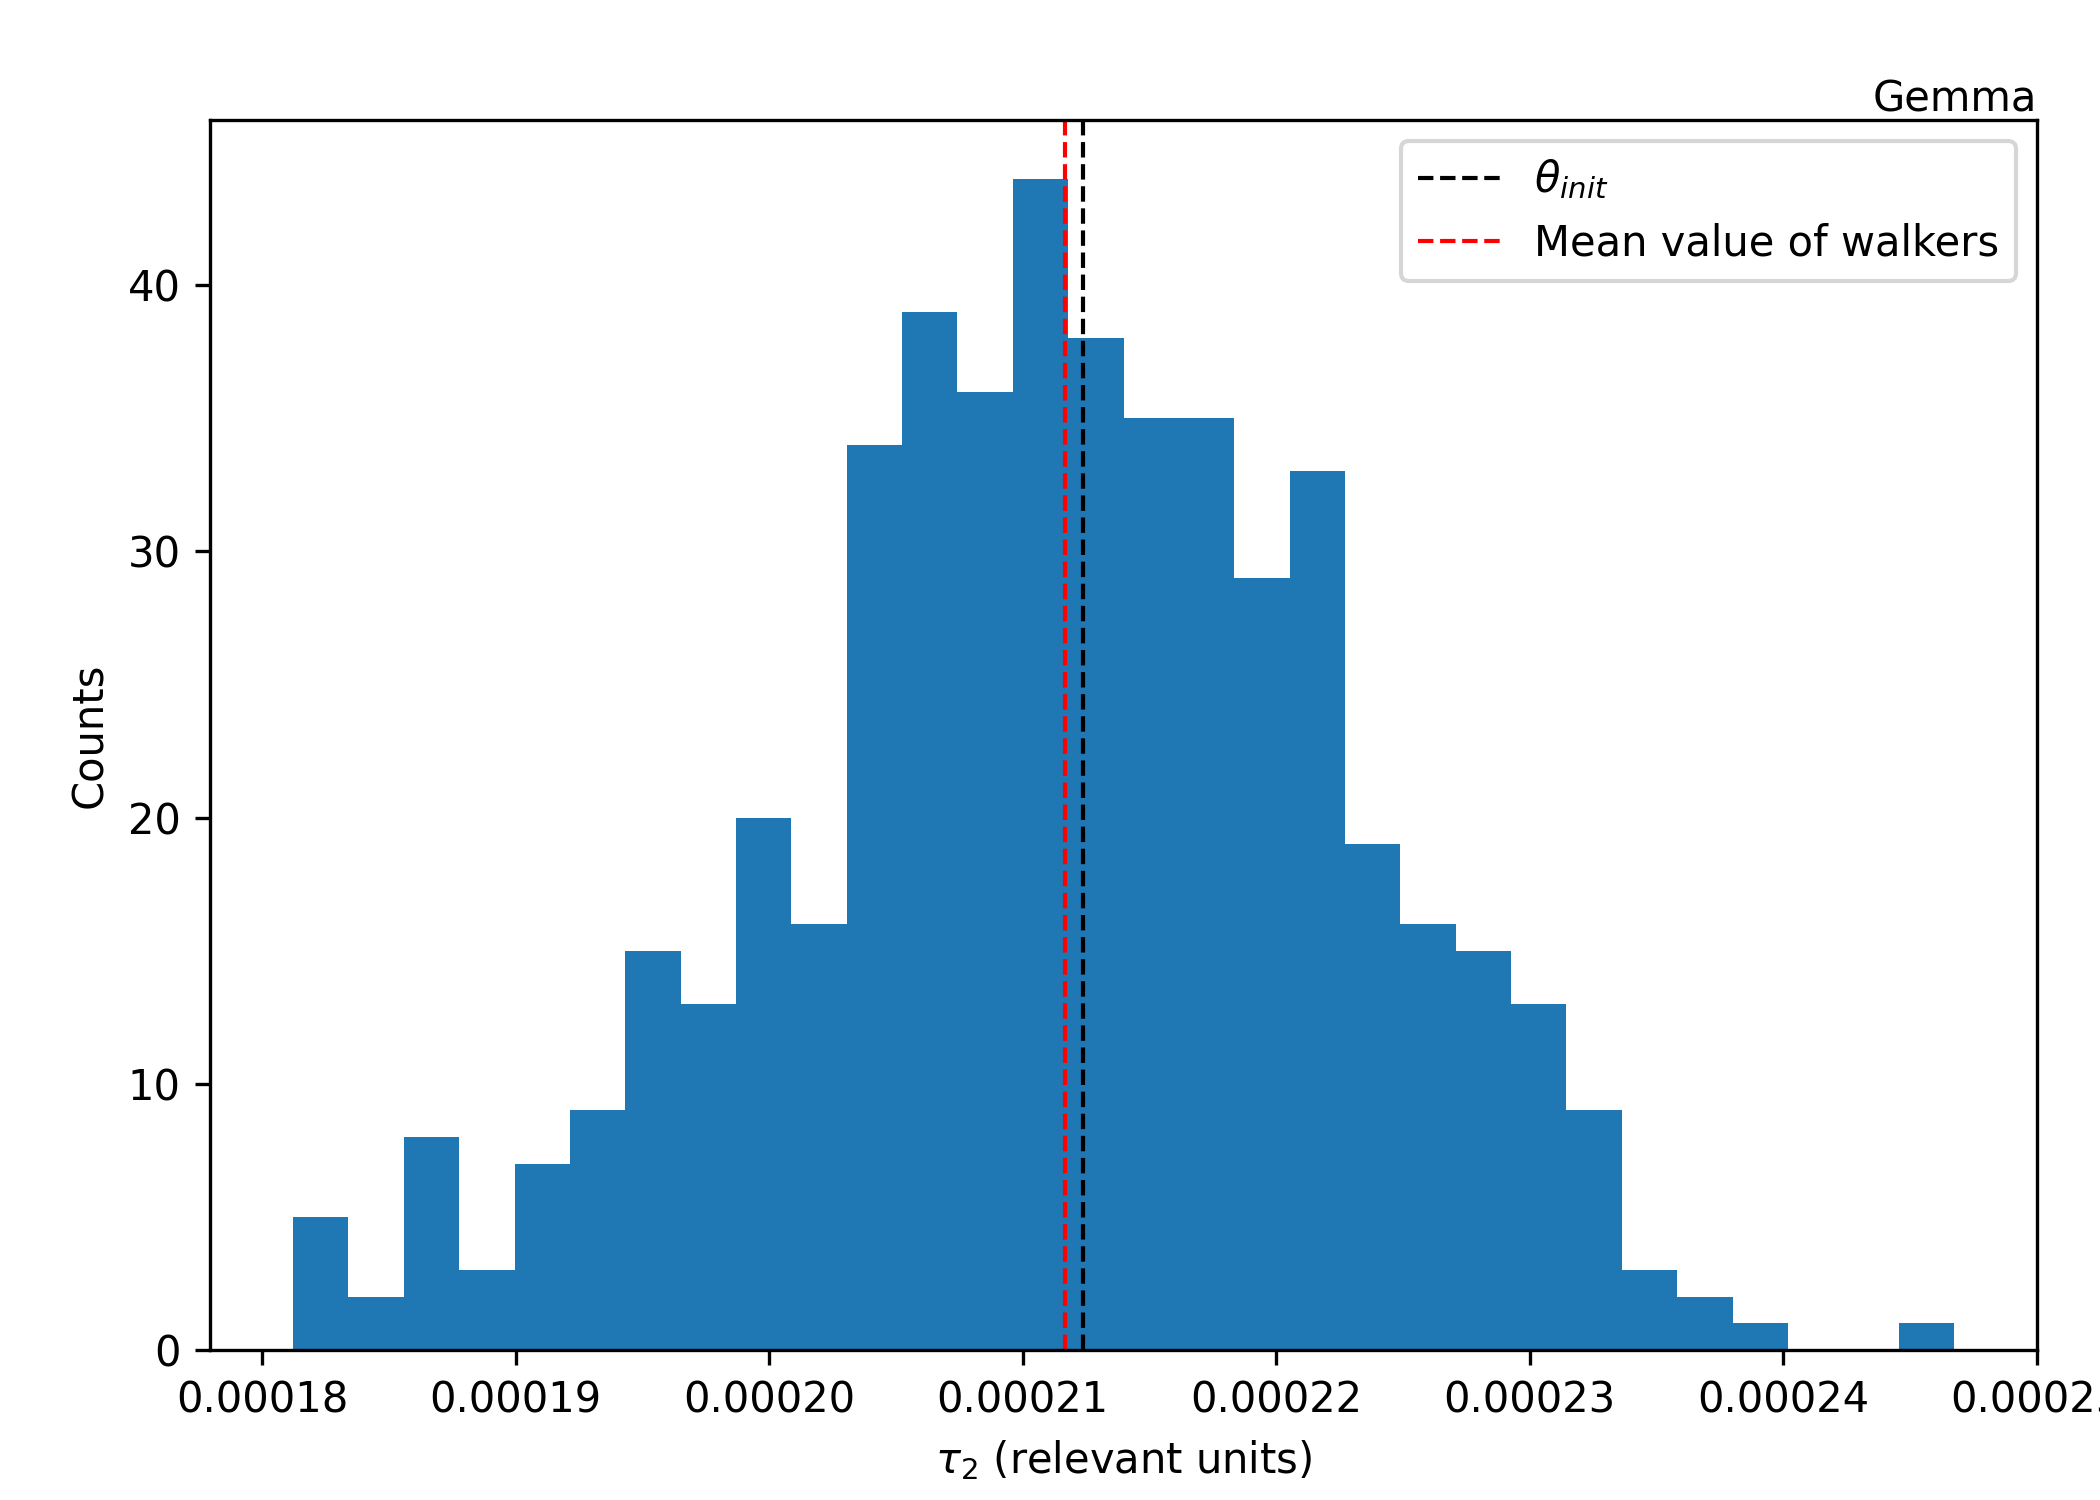 Gemma
θinit
Mean value of walkers
40
30
20
10
0
Counts
0.00018 0.00019 0.00020 0.00021 0.00022 0.00023 0.00024
τ2 (relevant units)